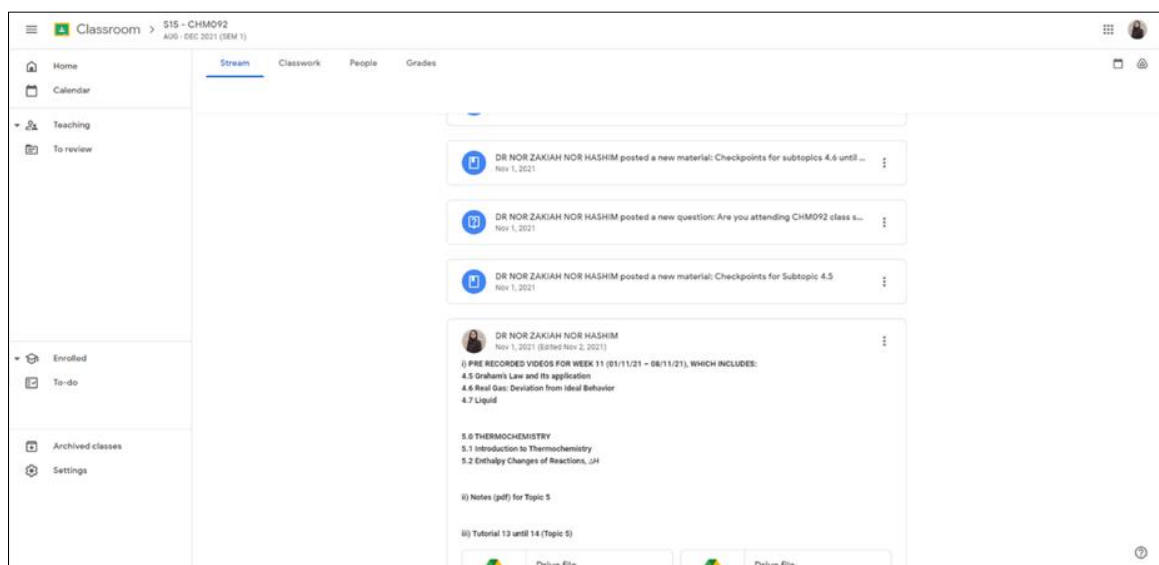 Classroom > S15 - CHM092
AUG - DEC 2021 (SEM 1)
Home
Calendar
Teaching
To review
Enrolled
To-do
Archived classes
Settings
Stream Classwork People Grades
DR NOR ZAKIAH NOR HASHIM posted a new material: Checkpoints for subtopics 4.6 until ...
Nov 1, 2021
DR NOR ZAKIAH NOR HASHIM posted a new question: Are you attending CHM092 class s...
Nov 1, 2021
DR NOR ZAKIAH NOR HASHIM posted a new material: Checkpoints for Subtopic 4.5
Nov 1, 2021
DR NOR ZAKIAH NOR HASHIM
Nov 1, 2021 (Edited Nov 2, 2021)
i) PRE RECORDED VIDEOS FOR WEEK 11 (01/11/21 – 08/11/21), WHICH INCLUDES:
4.5 Graham's Law and Its application
4.6 Real Gas: Deviation from Ideal Behavior
4.7 Liquid
5.0 THERMOCHEMISTRY
5.1 Introduction to Thermochemistry
5.2 Enthalpy Changes of Reactions, △H
ii) Notes (pdf) for Topic 5
iii) Tutorial 13 until 14 (Topic 5)
Drive file Drive file